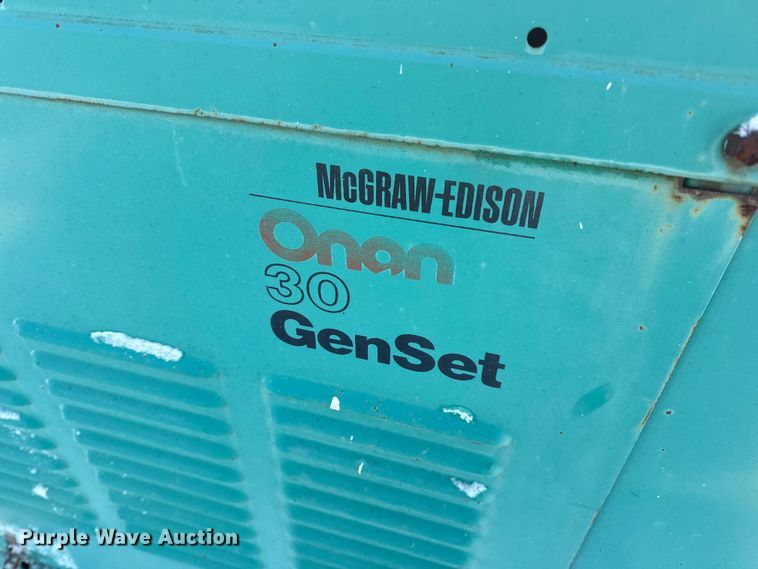 McGRAW-EDISON
Onan
30
GenSet
Purple Wave Auction